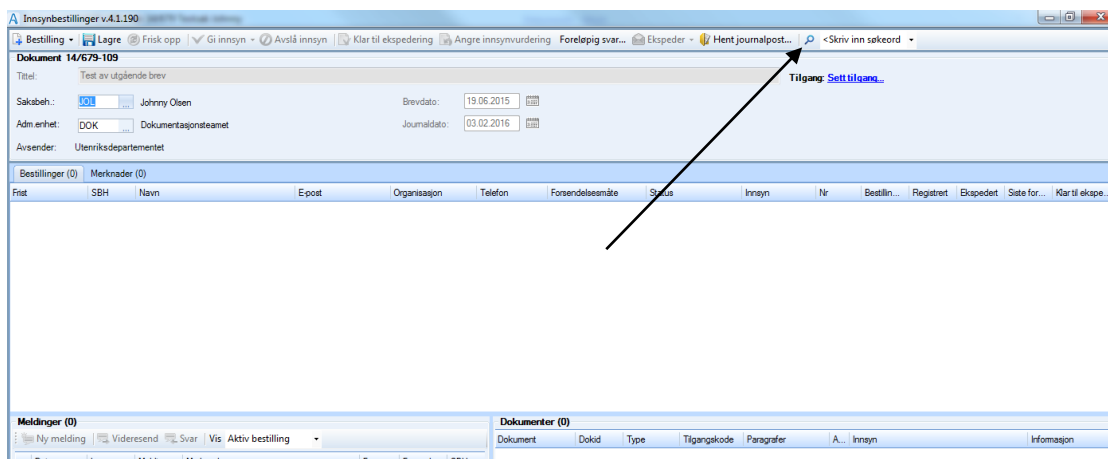 Innsynbestillinger v.4.1.190
Bestilling Lagre Frisk opp Gi innsyn Avslå innsyn Klar til ekspedering Angre innsynvurdering Foreløpig svar... Ekspeder Hent journalpost... <Skriv inn søkeord
Dokument 14/679-109
Tittel: Test av utgående brev Tilgang: Sett tilgang...
Saksbeh.: JOL ... Johnny Olsen Brevdato: 19.06.2015
Adm.enhet: DOK ... Dokumentasjonsteamet Journaldato: 03.02.2016
Avsender: Utenriksdepartementet
Bestillinger (0) Merknader (0)
Frist SBH Navn E-post Organisasjon Telefon Forsendelsesmåte Status Innsyn Nr Bestillin... Registrert Ekspedert Siste for... Klar til ekspe...
Meldinger (0) Dokumenter (0)
Ny melding Videresend Svar Vis Aktiv bestilling
Dokument Dokid Type Tilgangskode Paragrafer A... Innsyn Informasjon